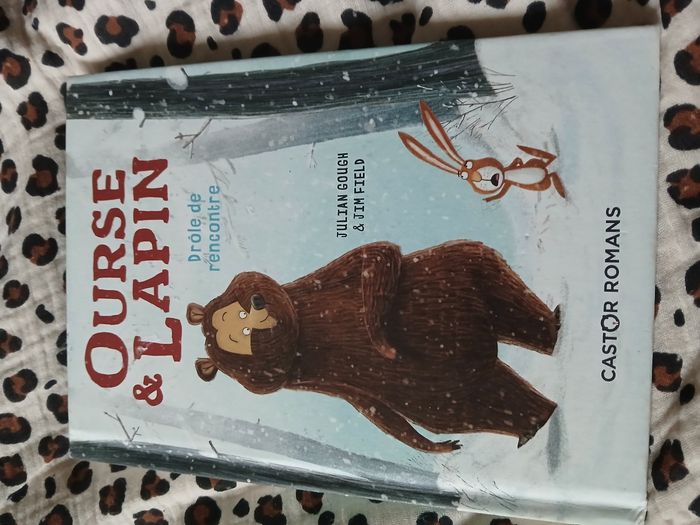 OURSE
& LAPIN
Drôle de
rencontre
JULIAN GOUGH
& JIM FIELD
CASTOR ROMANS